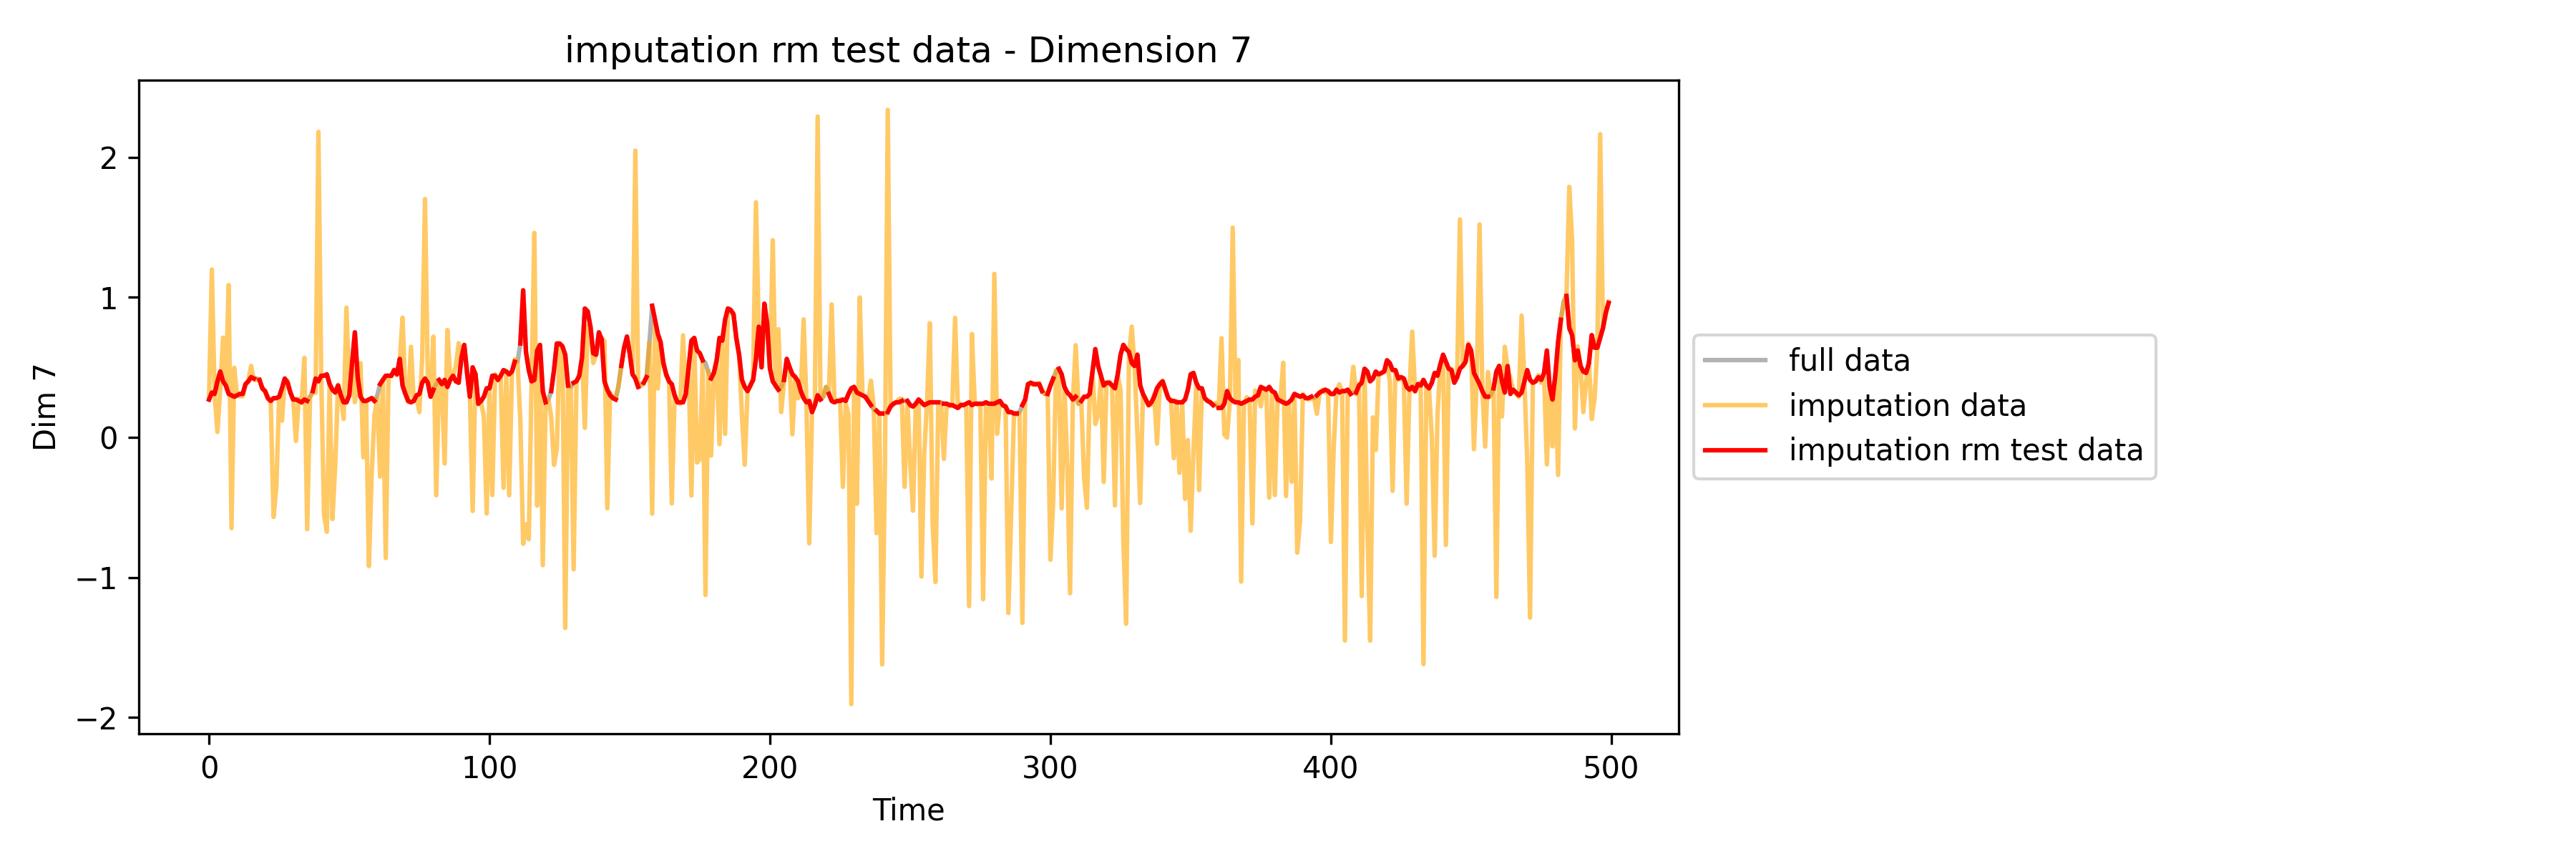 imputation rm test data - Dimension 7
2
1
0
−1
−2
Dim 7
0 100 200 300 400 500
Time
full data
imputation data
imputation rm test data